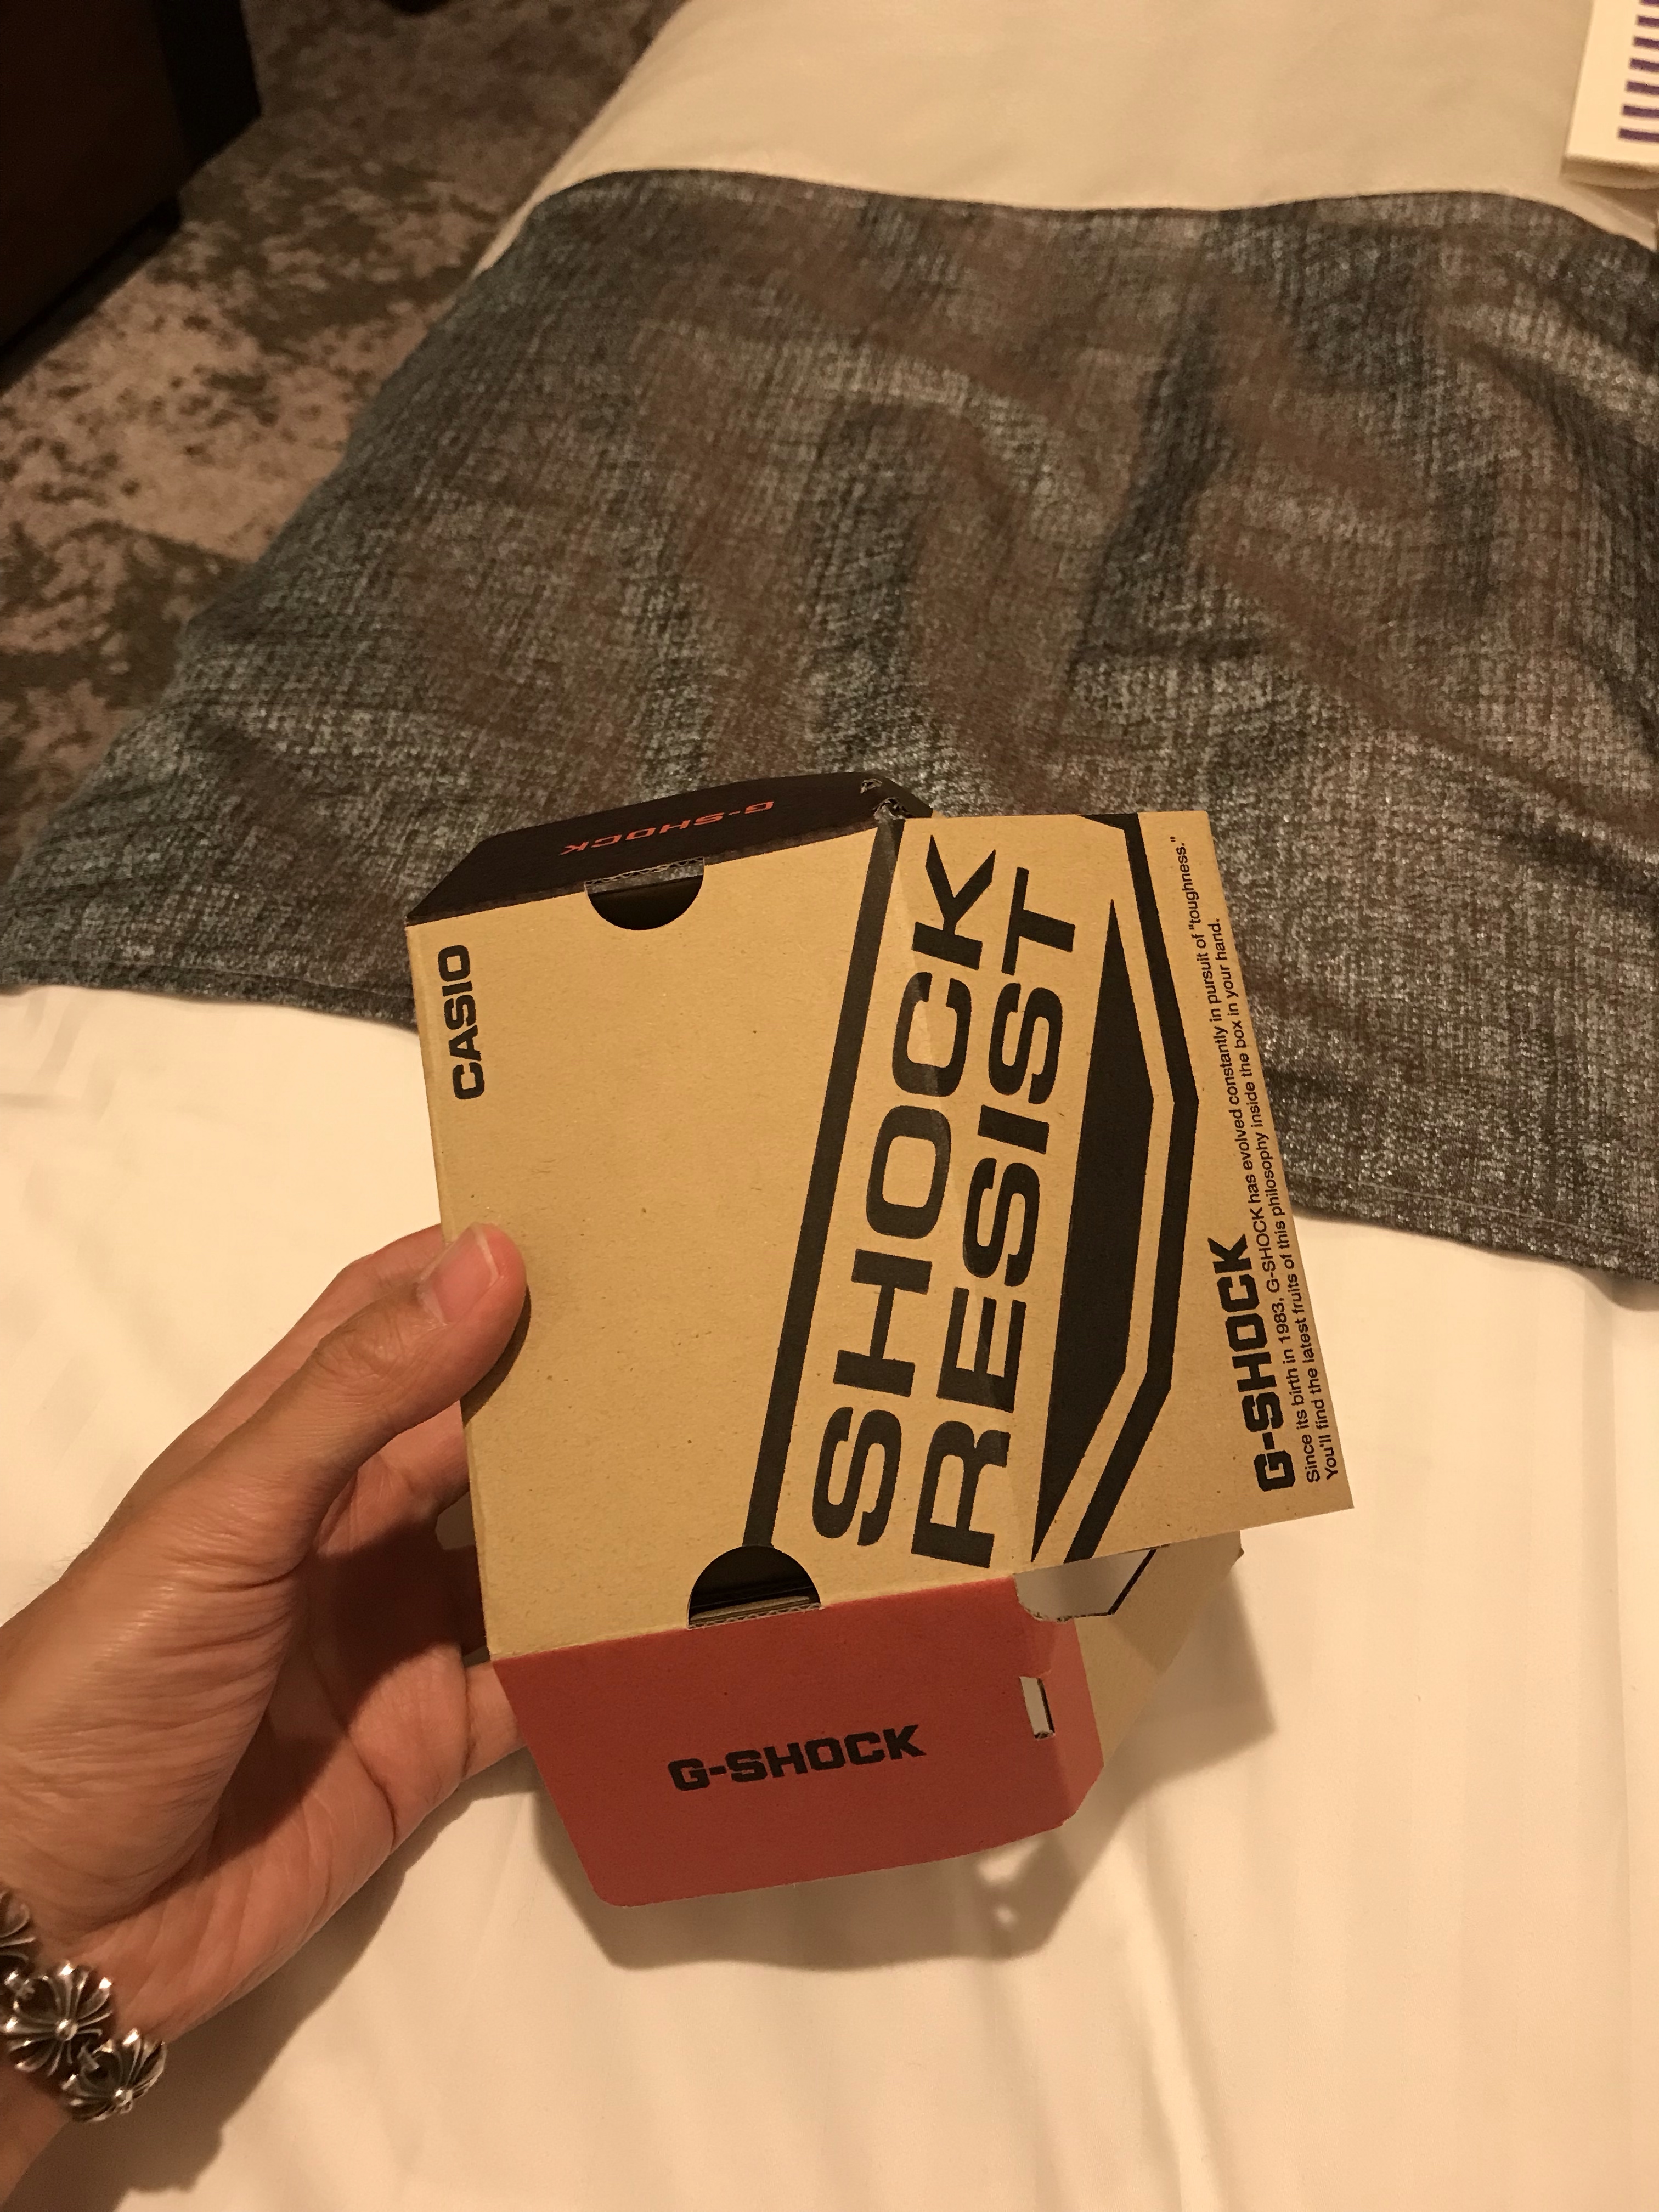 G-SHOCK
CASIO
SHOCK
RESIST
G-SHOCK
Since its birth in 1983, G-SHOCK has evolved constantly in pursuit of "toughness."
You'll find the latest fruits of this philosophy inside the box in your hand.
G-SHOCK